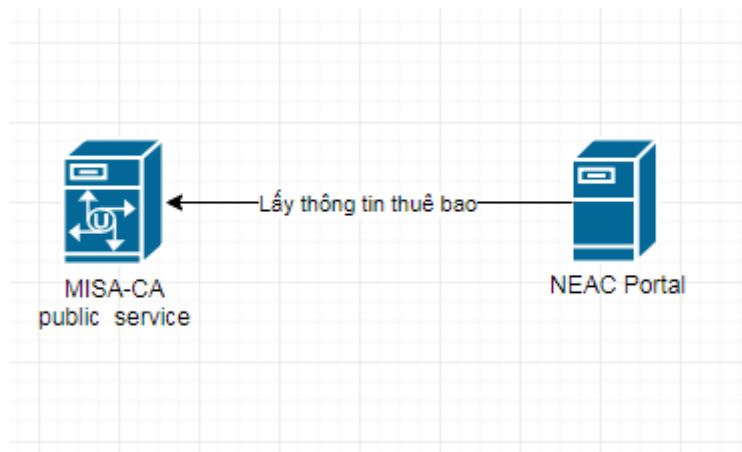 Lấy thông tin thuê bao
MISA-CA
public service
NEAC Portal
U